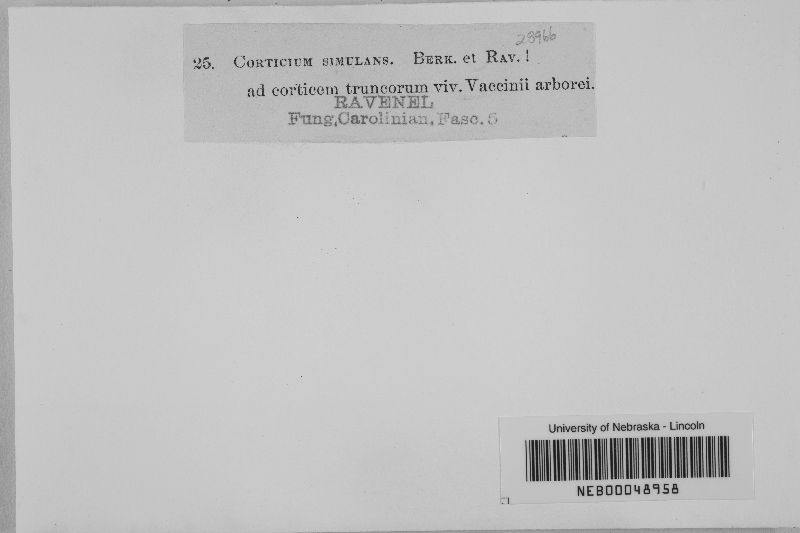 23966
25. CORTICIUM SIMULANS. BERK. et RAV. !
ad corticem truncorum viv. Vaccinii arborei.
RAVENEL
Fung. Carolinian. Fasc. 5
University of Nebraska - Lincoln
NEB00048958